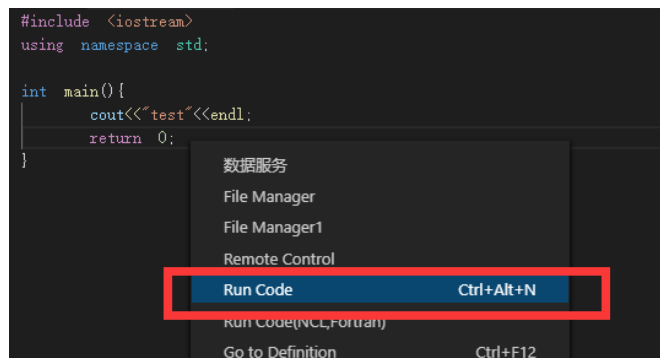 #include <iostream>
using namespace std;
int main(){
cout<<"test"<<endl;
return 0;
}
数据服务
File Manager
File Manager1
Remote Control
Run Code Ctrl+Alt+N
Run Code(NCL,Fortran)
Go to Definition Ctrl+F12